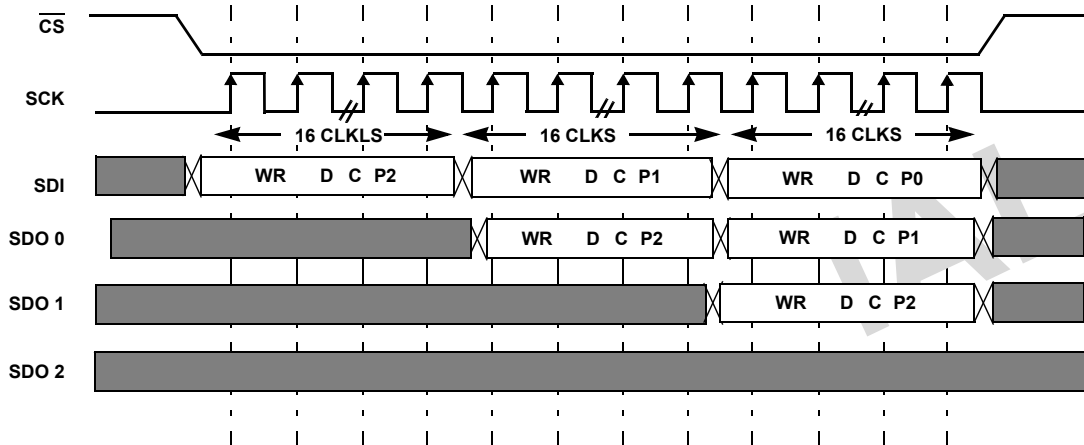 CS
SCK
16 CLKLS 16 CLKS 16 CLKS
SDI WR D C P2 WR D C P1 WR D C P0
SDO 0 WR D C P2 WR D C P1
SDO 1 WR D C P2
SDO 2